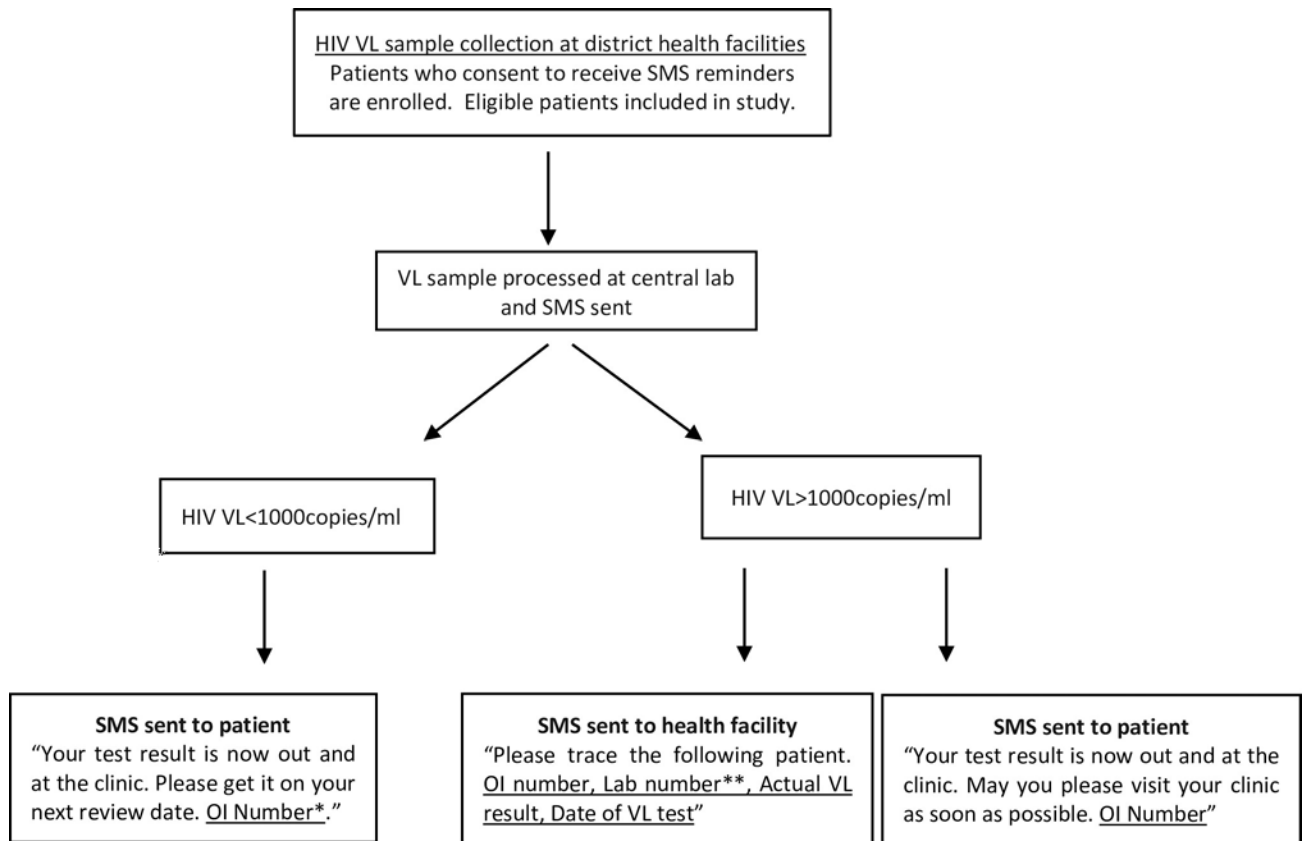 HIV VL sample collection at district health facilities
Patients who consent to receive SMS reminders
are enrolled.  Eligible patients included in study.
VL sample processed at central lab
and SMS sent
HIV VL<1000copies/ml
HIV VL>1000copies/ml
SMS sent to patient
“Your test result is now out and
at the clinic. Please get it on your
next review date. OI Number*.”
SMS sent to health facility
“Please trace the following patient.
OI number, Lab number**, Actual VL
result, Date of VL test”
SMS sent to patient
“Your test result is now out and at the
clinic. May you please visit your clinic
as soon as possible. OI Number”